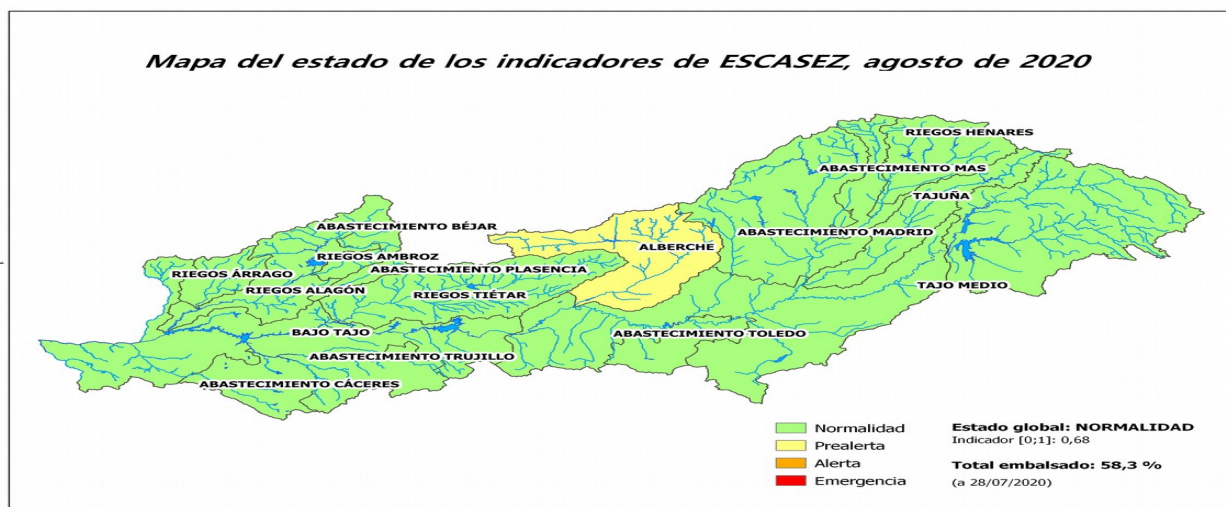 Mapa del estado de los indicadores de ESCASEZ, agosto de 2020
RIEGOS HENARES
ABASTECIMIENTO MAS
TAJUÑA
ABASTECIMIENTO BÉJAR
ABASTECIMIENTO MADRID
ALBERCHE
RIEGOS AMBROZ
ABASTECIMIENTO PLASENCIA
RIEGOS ÁRRAGO
TAJO MEDIO
RIEGOS ALAGÓN
RIEGOS TIÉTAR
BAJO TAJO
ABASTECIMIENTO TOLEDO
ABASTECIMIENTO TRUJILLO
ABASTECIMIENTO CÁCERES
Normalidad
Prealerta
Alerta
Emergencia
Estado global: NORMALIDAD
Indicador [0;1]: 0,68
Total embalsado: 58,3 %
(a 28/07/2020)